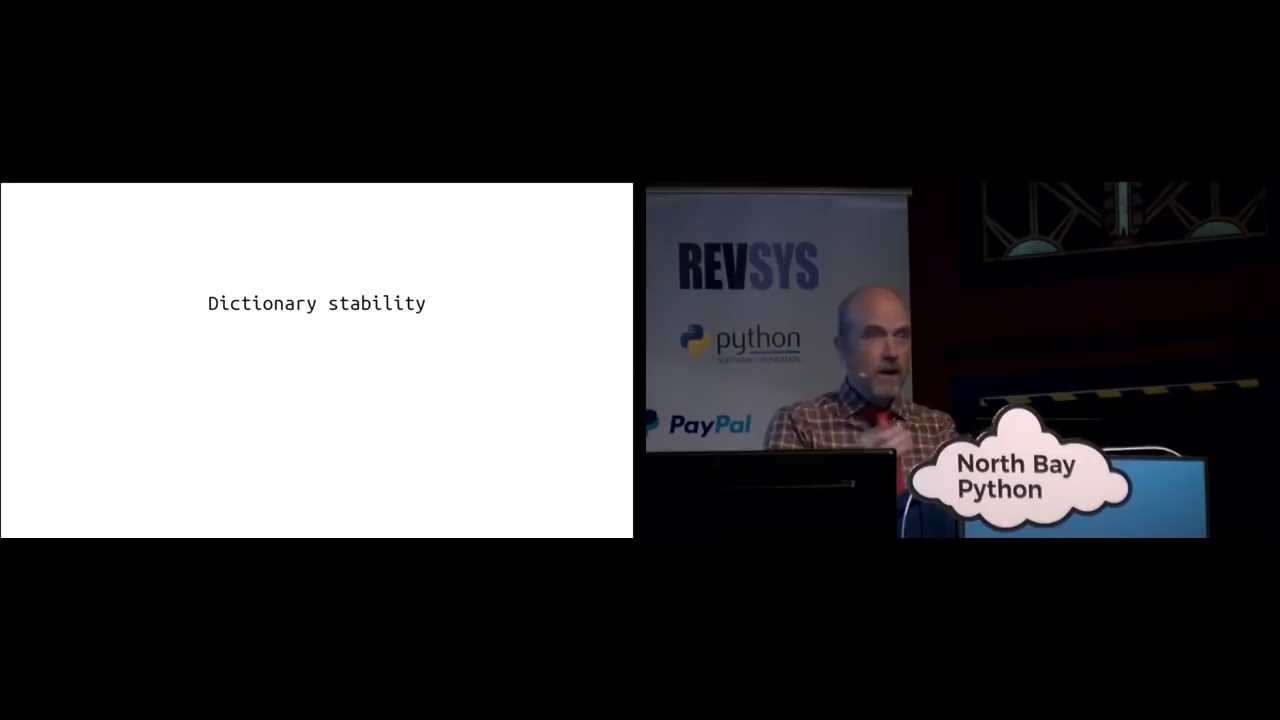 Dictionary stability
REVSYS
python
SOFTWARE FOUNDATION
PayPal
North Bay
Python